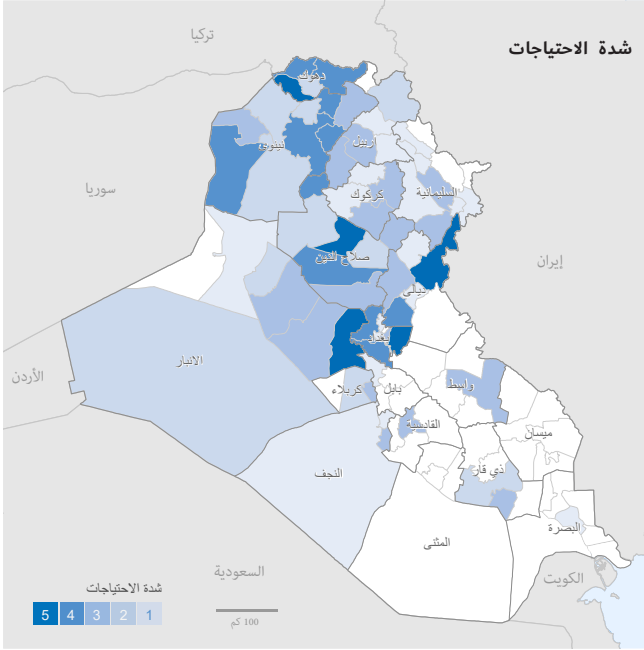 شدة الاحتياجات
تركيا
دهوك
نينوى
اربيل
سوريا
كركوك
السليمانية
إيران
صلاح الدين
ديالى
بغداد
الانبار
الأردن
كربلاء
بابل
واسط
القادسية
ميسان
النجف
ذي قار
المثنى
البصرة
السعودية
الكويت
شدة الاحتياجات
5 4 3 2 1
100 كم